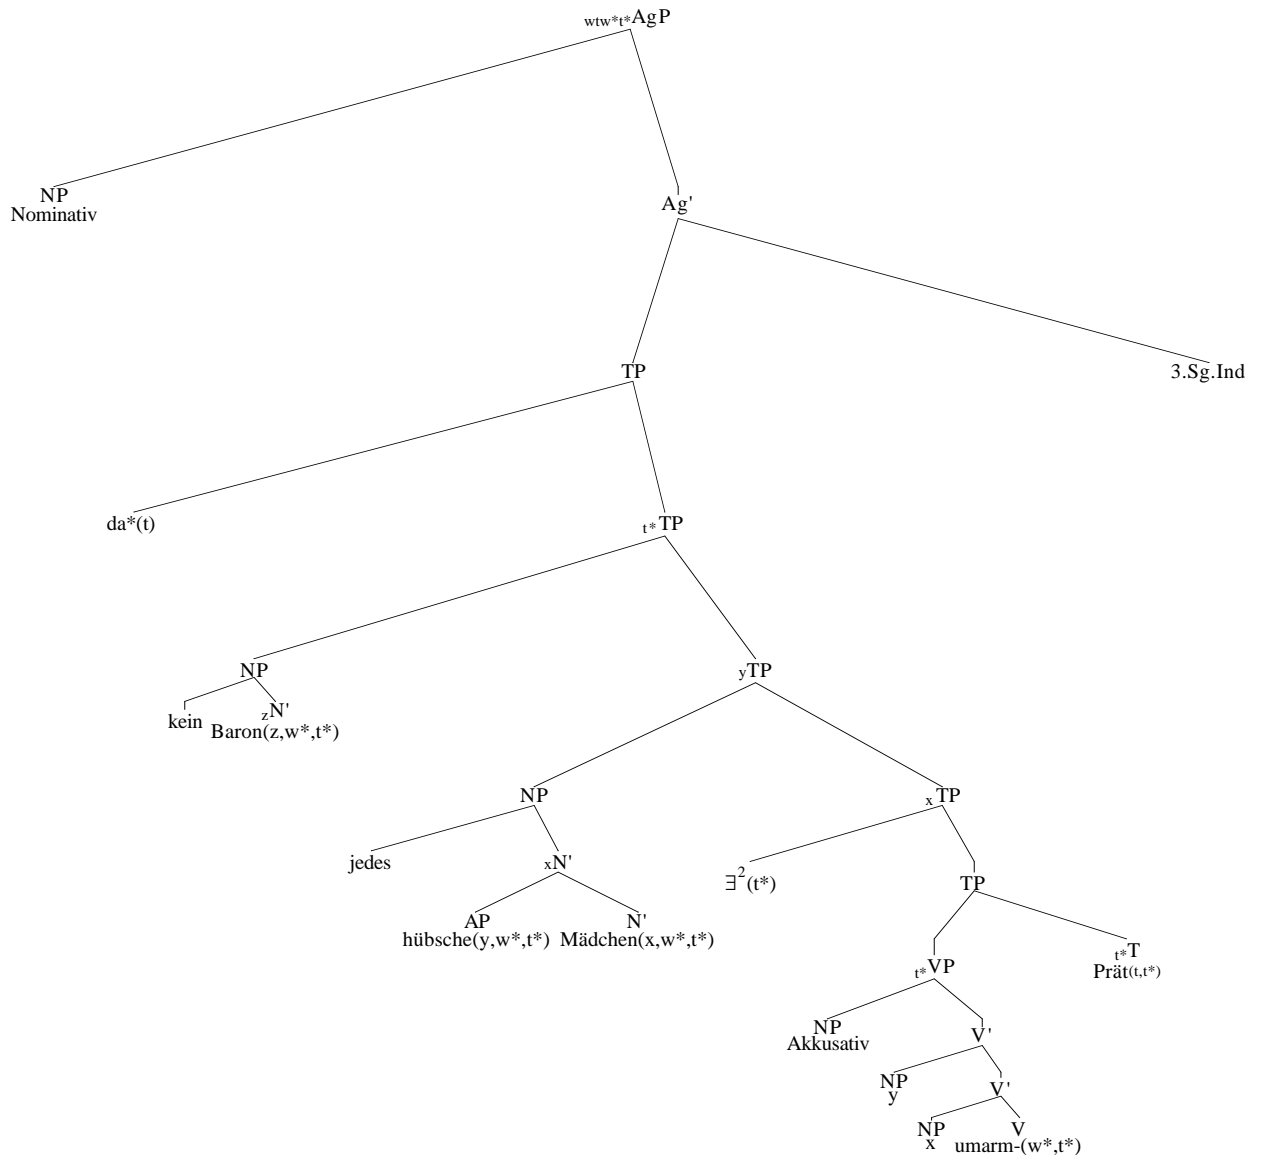 wtw*t*AgP
NP
Nominativ
Ag'
TP
3.Sg.Ind
da*(t)
t*TP
NP
yTP
kein
zN'
Baron(z,w*,t*)
NP
xTP
jedes
xN'
∃²(t*)
TP
AP
N'
hübsche(y,w*,t*)
Mädchen(x,w*,t*)
t*T
Prät(t,t*)
t*VP
NP
Akkusativ
V'
NP
y
V'
NP
x
V
umarm-(w*,t*)